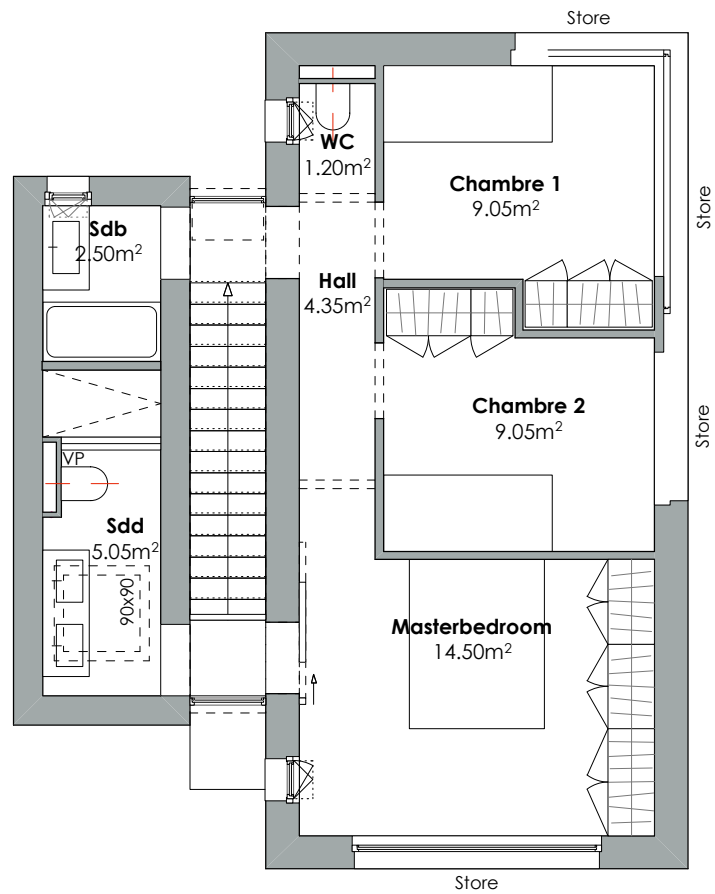 Store
WC
1.20m²
Chambre 1
9.05m²
Store
Sdb
2.50m²
Hall
4.35m²
Chambre 2
9.05m²
Store
VP
Sdd
5.05m²
90x90
Masterbedroom
14.50m²
Store